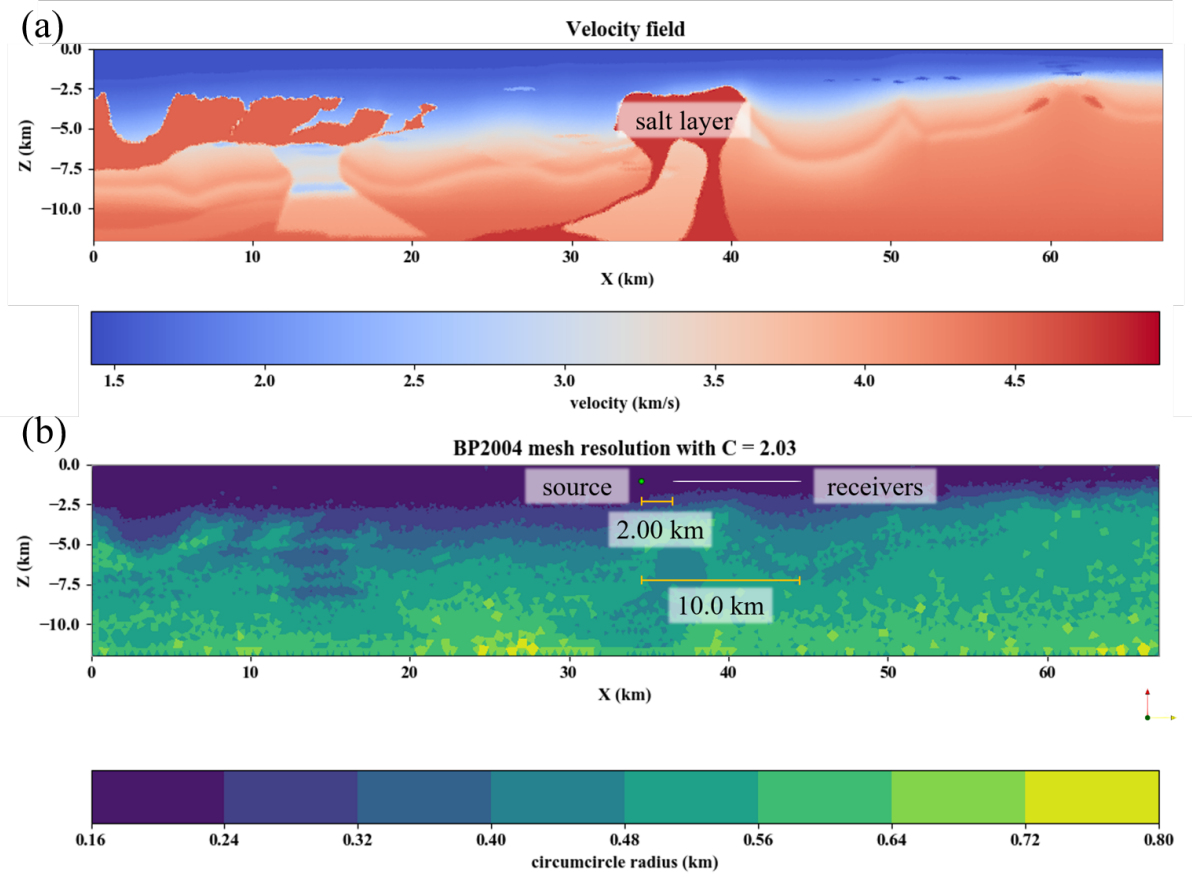 (a)
Velocity field
0.0
−2.5
−5.0
−7.5
−10.0
Z (km)
salt layer
0 10 20 30 40 50 60
X (km)
1.5 2.0 2.5 3.0 3.5 4.0 4.5
velocity (km/s)
(b)
BP2004 mesh resolution with C = 2.03
0.0
−2.5
−5.0
−7.5
−10.0
Z (km)
source
receivers
2.00 km
10.0 km
0 10 20 30 40 50 60
X (km)
0.16 0.24 0.32 0.40 0.48 0.56 0.64 0.72 0.80
circumcircle radius (km)